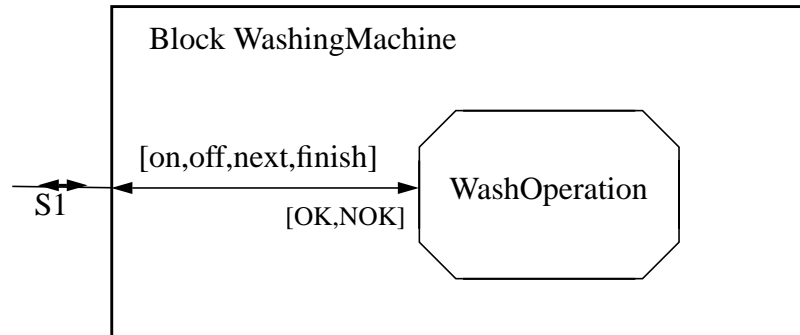 Block WashingMachine
[on,off,next,finish]
WashOperation
S1
[OK,NOK]